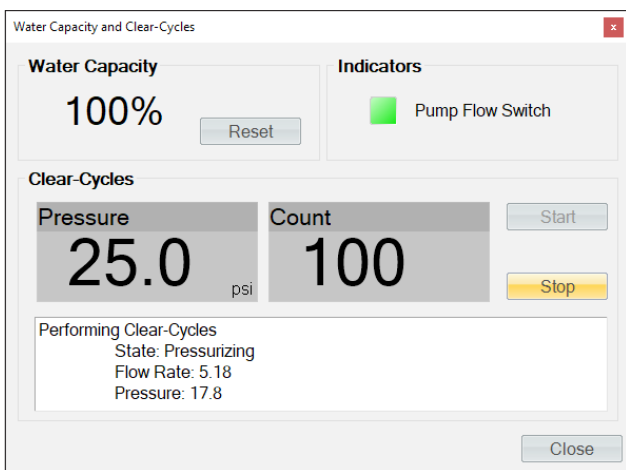 Water Capacity and Clear-Cycles
x
Water Capacity
100%
Reset
Indicators
Pump Flow Switch
Clear-Cycles
Pressure
25.0
psi
Count
100
Start
Stop
Performing Clear-Cycles
State: Pressurizing
Flow Rate: 5.18
Pressure: 17.8
Close